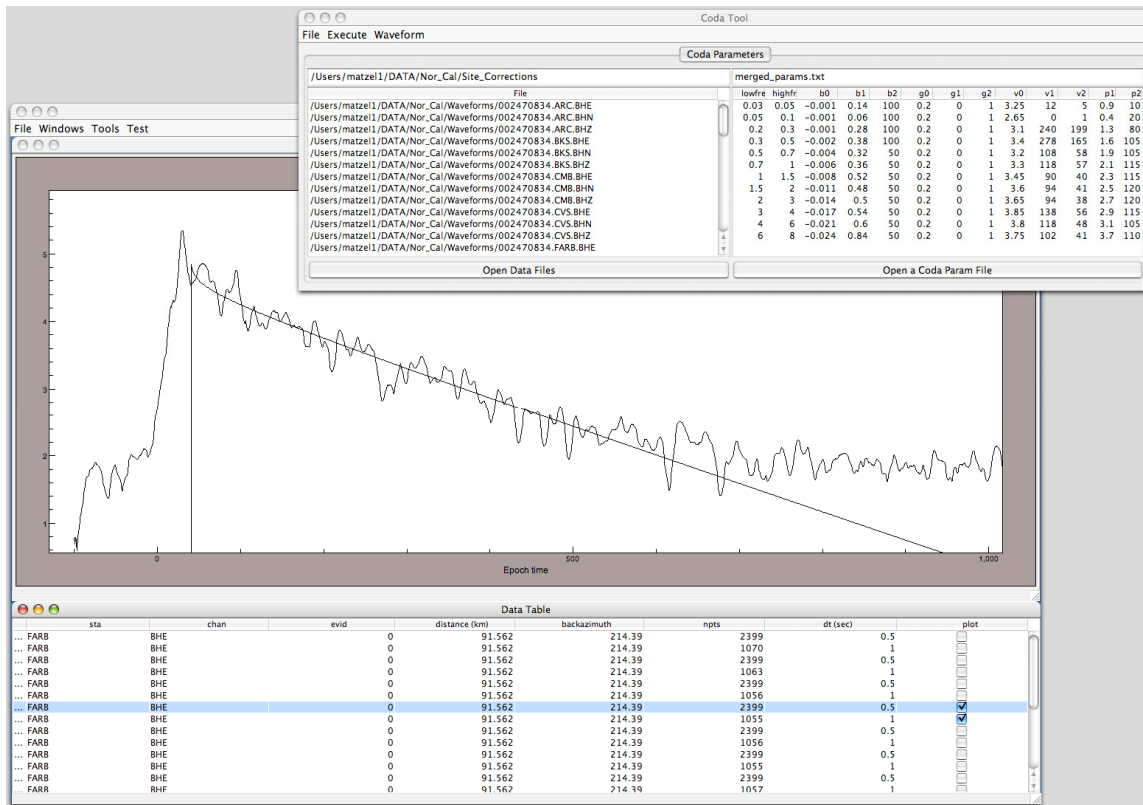 Coda Tool
File Execute Waveform
Coda Parameters
/Users/matzel1/DATA/Nor_Cal/Site_Corrections merged_params.txt
File lowfre highfr b0 b1 b2 g0 g1 g2 v0 v1 v2 p1 p2
/Users/matzel1/DATA/Nor_Cal/Waveforms/002470834.ARC.BHE 0.03 0.05 -0.001 0.14 100 0.2 0 1 3.25 12 5 0.9 10
/Users/matzel1/DATA/Nor_Cal/Waveforms/002470834.ARC.BHN 0.05 0.1 -0.001 0.06 100 0.2 0 1 2.65 0 1 0.4 20
/Users/matzel1/DATA/Nor_Cal/Waveforms/002470834.ARC.BHZ 0.2 0.3 -0.001 0.28 100 0.2 0 1 3.1 240 199 1.3 80
/Users/matzel1/DATA/Nor_Cal/Waveforms/002470834.BKS.BHE 0.3 0.5 -0.002 0.38 100 0.2 0 1 3.4 278 165 1.6 105
/Users/matzel1/DATA/Nor_Cal/Waveforms/002470834.BKS.BHN 0.5 0.7 -0.004 0.32 50 0.2 0 1 3.2 108 58 1.9 105
/Users/matzel1/DATA/Nor_Cal/Waveforms/002470834.BKS.BHZ 0.7 1 -0.006 0.36 50 0.2 0 1 3.3 118 57 2.1 115
/Users/matzel1/DATA/Nor_Cal/Waveforms/002470834.CMB.BHE 1 1.5 -0.008 0.52 50 0.2 0 1 3.45 90 40 2.3 115
/Users/matzel1/DATA/Nor_Cal/Waveforms/002470834.CMB.BHN 1.5 2 -0.011 0.48 50 0.2 0 1 3.6 94 41 2.5 120
/Users/matzel1/DATA/Nor_Cal/Waveforms/002470834.CMB.BHZ 2 3 -0.014 0.5 50 0.2 0 1 3.65 94 38 2.7 120
/Users/matzel1/DATA/Nor_Cal/Waveforms/002470834.CVS.BHE 3 4 -0.017 0.54 50 0.2 0 1 3.85 138 56 2.9 115
/Users/matzel1/DATA/Nor_Cal/Waveforms/002470834.CVS.BHN 4 6 -0.021 0.6 50 0.2 0 1 3.8 118 48 3.1 105
/Users/matzel1/DATA/Nor_Cal/Waveforms/002470834.CVS.BHZ 6 8 -0.024 0.84 50 0.2 0 1 3.75 102 41 3.7 110
/Users/matzel1/DATA/Nor_Cal/Waveforms/002470834.FARB.BHE
Open Data Files Open a Coda Param File
File Windows Tools Test
5
4
3
2
1
0 500 1,000
Epoch time
Data Table
sta chan evid distance (km) backazimuth npts dt (sec) plot
... FARB BHE 0 91.562 214.39 2399 0.5
... FARB BHE 0 91.562 214.39 1070 1
... FARB BHE 0 91.562 214.39 2399 0.5
... FARB BHE 0 91.562 214.39 1063 1
... FARB BHE 0 91.562 214.39 2399 0.5
... FARB BHE 0 91.562 214.39 1056 1
... FARB BHE 0 91.562 214.39 2399 0.5
... FARB BHE 0 91.562 214.39 1055 1
... FARB BHE 0 91.562 214.39 2399 0.5
... FARB BHE 0 91.562 214.39 1056 1
... FARB BHE 0 91.562 214.39 2399 0.5
... FARB BHE 0 91.562 214.39 1055 1
... FARB BHE 0 91.562 214.39 2399 0.5
... FARB BHE 0 91.562 214.39 1057 1